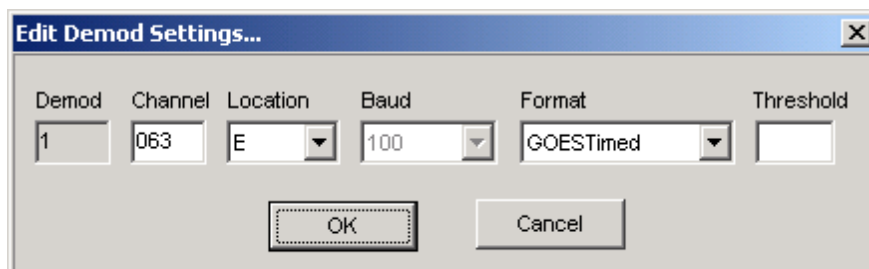 Edit Demod Settings...
Demod Channel Location Baud Format Threshold
1 063 E 100 GOESTimed
OK Cancel